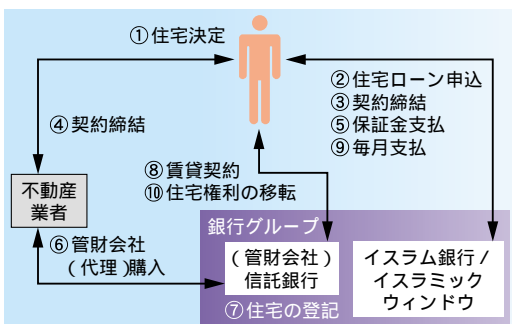 ①住宅決定
②住宅ローン申込
③契約締結
⑤保証金支払
⑨毎月支払
④契約締結
⑧賃貸契約
⑩住宅権利の移転
不動産
業者
⑥管財会社
(代理)購入
銀行グループ
(管財会社)
信託銀行
イスラム銀行/
イスラミック
ウィンドウ
⑦住宅の登記